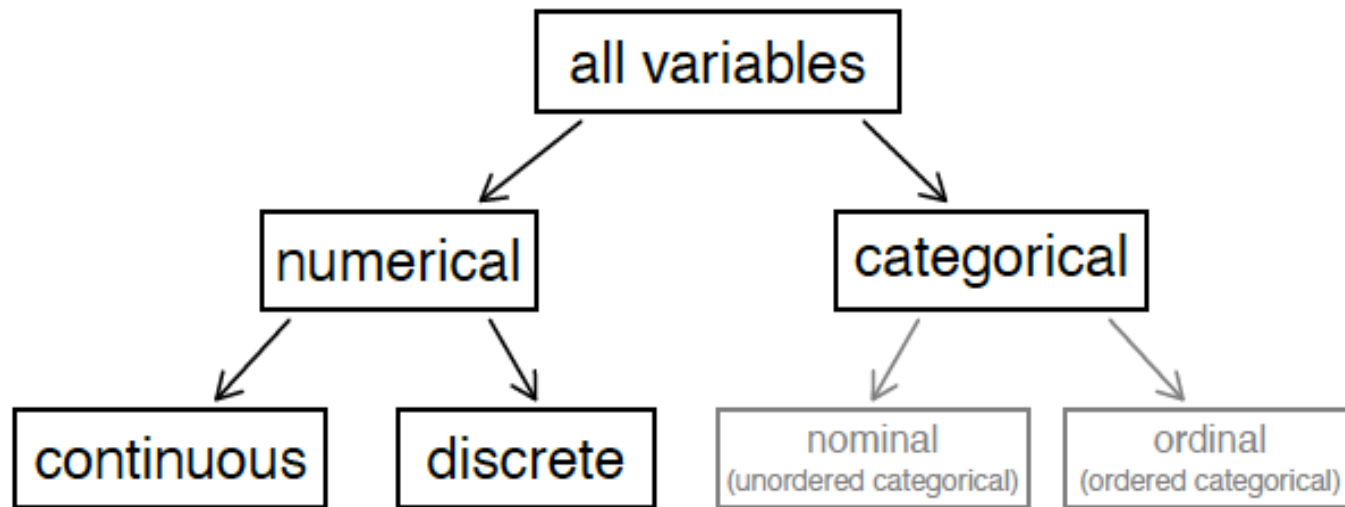 all variables
numerical
categorical
continuous
discrete
nominal
(unordered categorical)
ordinal
(ordered categorical)